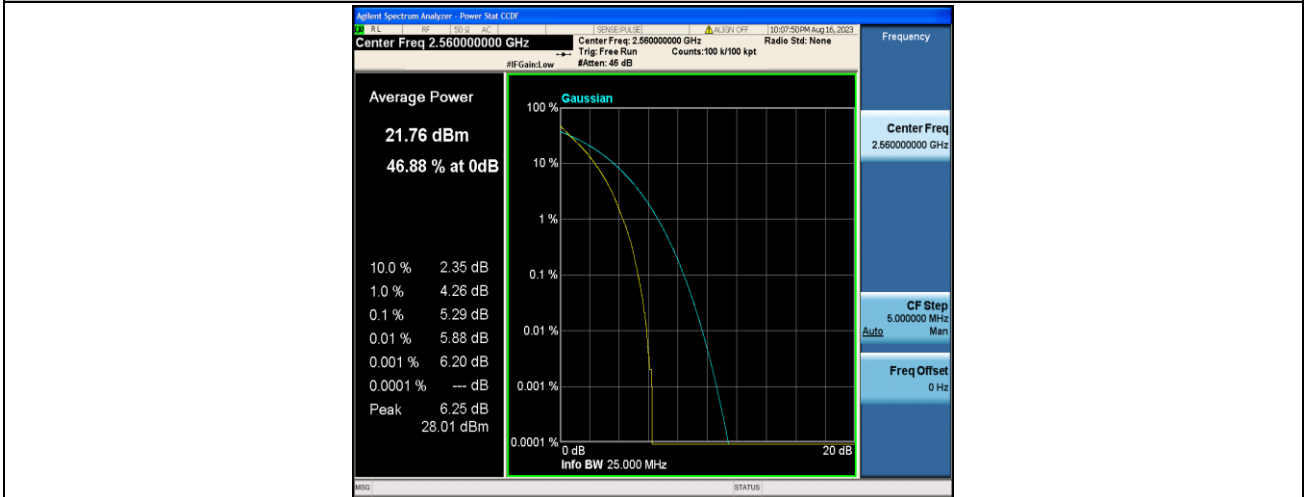 Agilent Spectrum Analyzer - Power Stat CCDF
RL RF 50 Ω AC SENSE:PULSE ALIGN OFF 10:07:50PM Aug 16, 2023
Center Freq 2.560000000 GHz
Center Freq: 2.560000000 GHz Radio Std: None
Trig: Free Run Counts:100 k/100 kpt
#IFGain:Low #Atten: 46 dB
Frequency
Average Power
21.76 dBm
46.88 % at 0dB
10.0 % 2.35 dB
1.0 % 4.26 dB
0.1 % 5.29 dB
0.01 % 5.88 dB
0.001 % 6.20 dB
0.0001 % --- dB
Peak 6.25 dB
28.01 dBm
Gaussian
100 %
10 %
1 %
0.1 %
0.01 %
0.001 %
0.0001 %
0 dB 20 dB
Info BW 25.000 MHz
Center Freq
2.560000000 GHz
CF Step
5.000000 MHz
Auto Man
Freq Offset
0 Hz
MSG STATUS